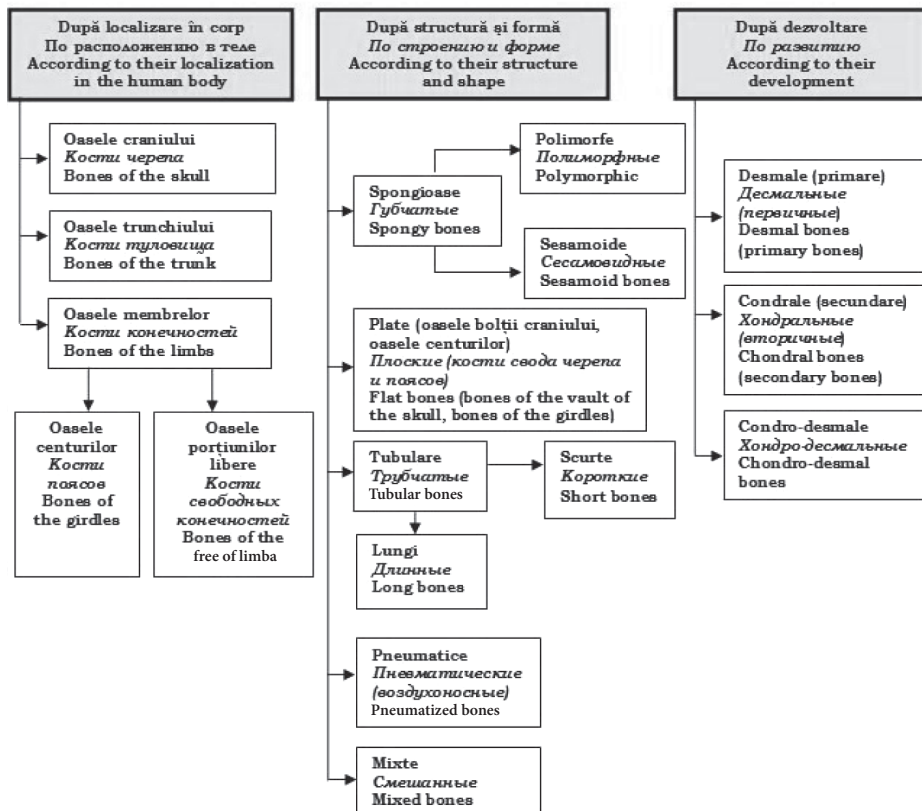 După localizare în corp
По расположению в теле
According to their localization
in the human body
Oasele craniului
Кости черепа
Bones of the skull
Oasele trunchiului
Кости туловища
Bones of the trunk
Oasele membrelor
Кости конечностей
Bones of the limbs
Oasele
centurilor
Кости
поясов
Bones of
the girdles
Oasele
porțiunilor
libere
Кости
свободных
конечностей
Bones of the
free of limba
După structură și formă
По строению и форме
According to their structure
and shape
Spongioase
Губчатые
Spongy bones
Polimorfe
Полиморфные
Polymorphic
Sesamoide
Сесамовидные
Sesamoid bones
Plate (oasele bolții craniului,
oasele centurilor)
Плоские (кости свода черепа
и поясов)
Flat bones (bones of the vault of
the skull, bones of the girdles)
Tubulare
Трубчатые
Tubular bones
Scurte
Короткие
Short bones
Lungi
Длинные
Long bones
Pneumatice
Пневматические
(воздухоносные)
Pneumatized bones
Mixte
Смешанные
Mixed bones
După dezvoltare
По развитию
According to their
development
Desmale (primare)
Десмальные
(первичные)
Desmal bones
(primary bones)
Condrale (secundare)
Хондральные
(вторичные)
Chondral bones
(secondary bones)
Condro-desmale
Хондро-десмальные
Chondro-desmal
bones